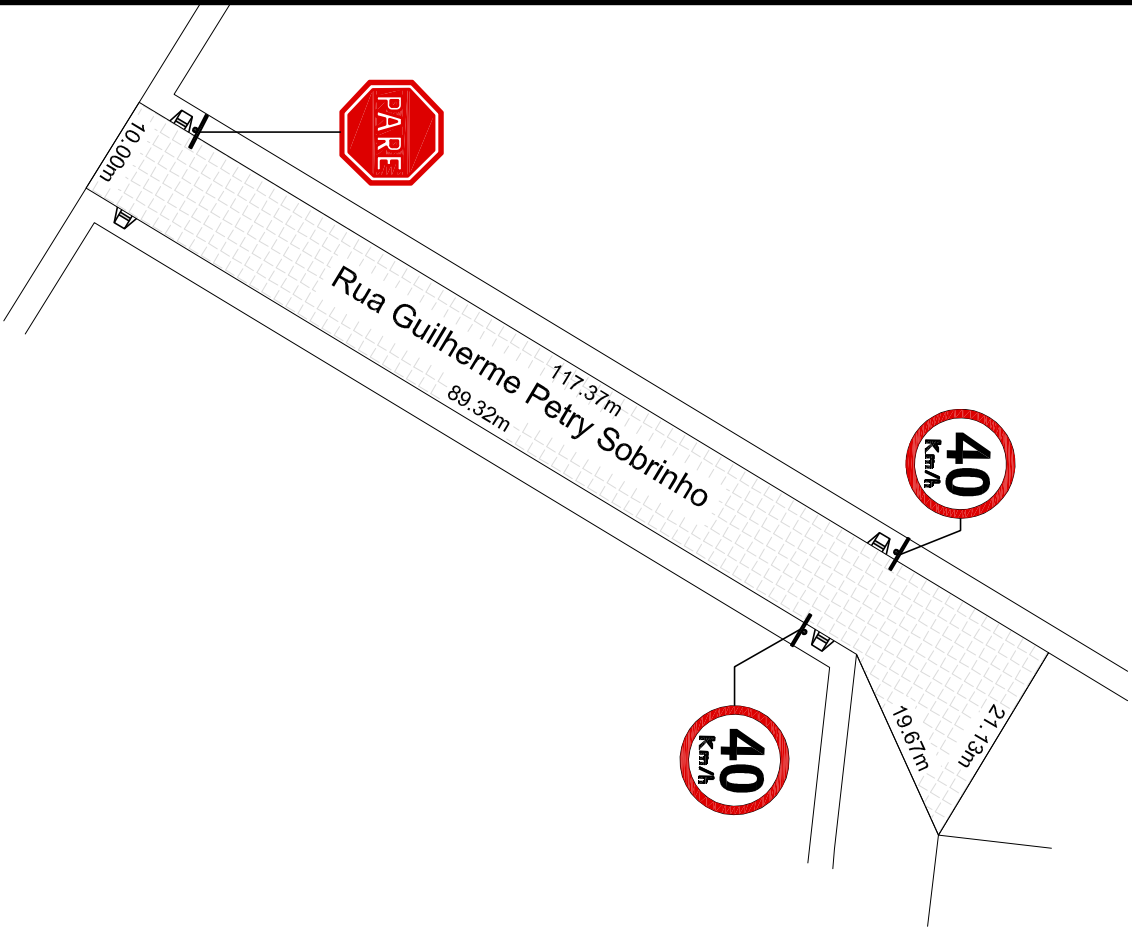 PARE
10.00m
Rua Guilherme Petry Sobrinho
117.37m
89.32m
40
Km/h
40
Km/h
19.67m
21.13m